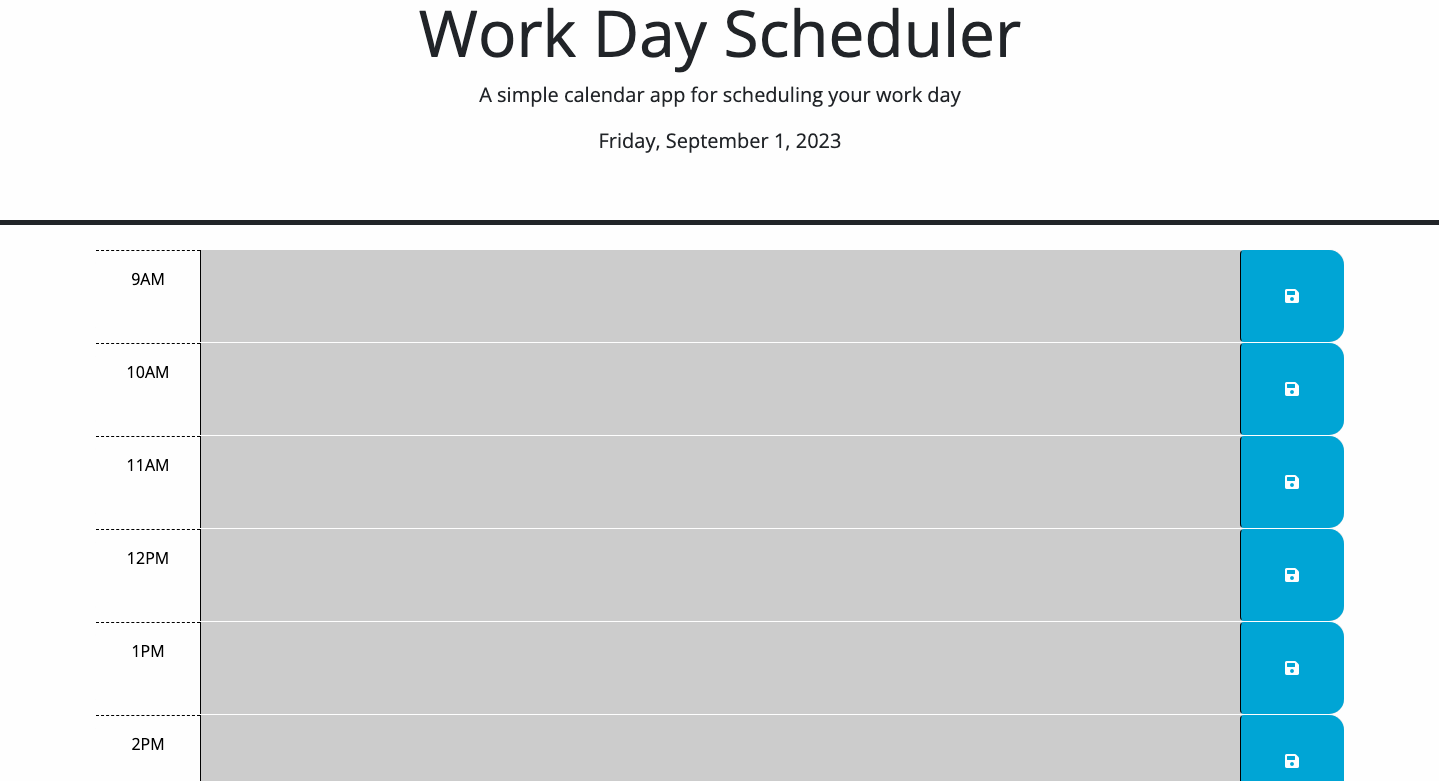 Work Day Scheduler
A simple calendar app for scheduling your work day
Friday, September 1, 2023
9AM
10AM
11AM
12PM
1PM
2PM